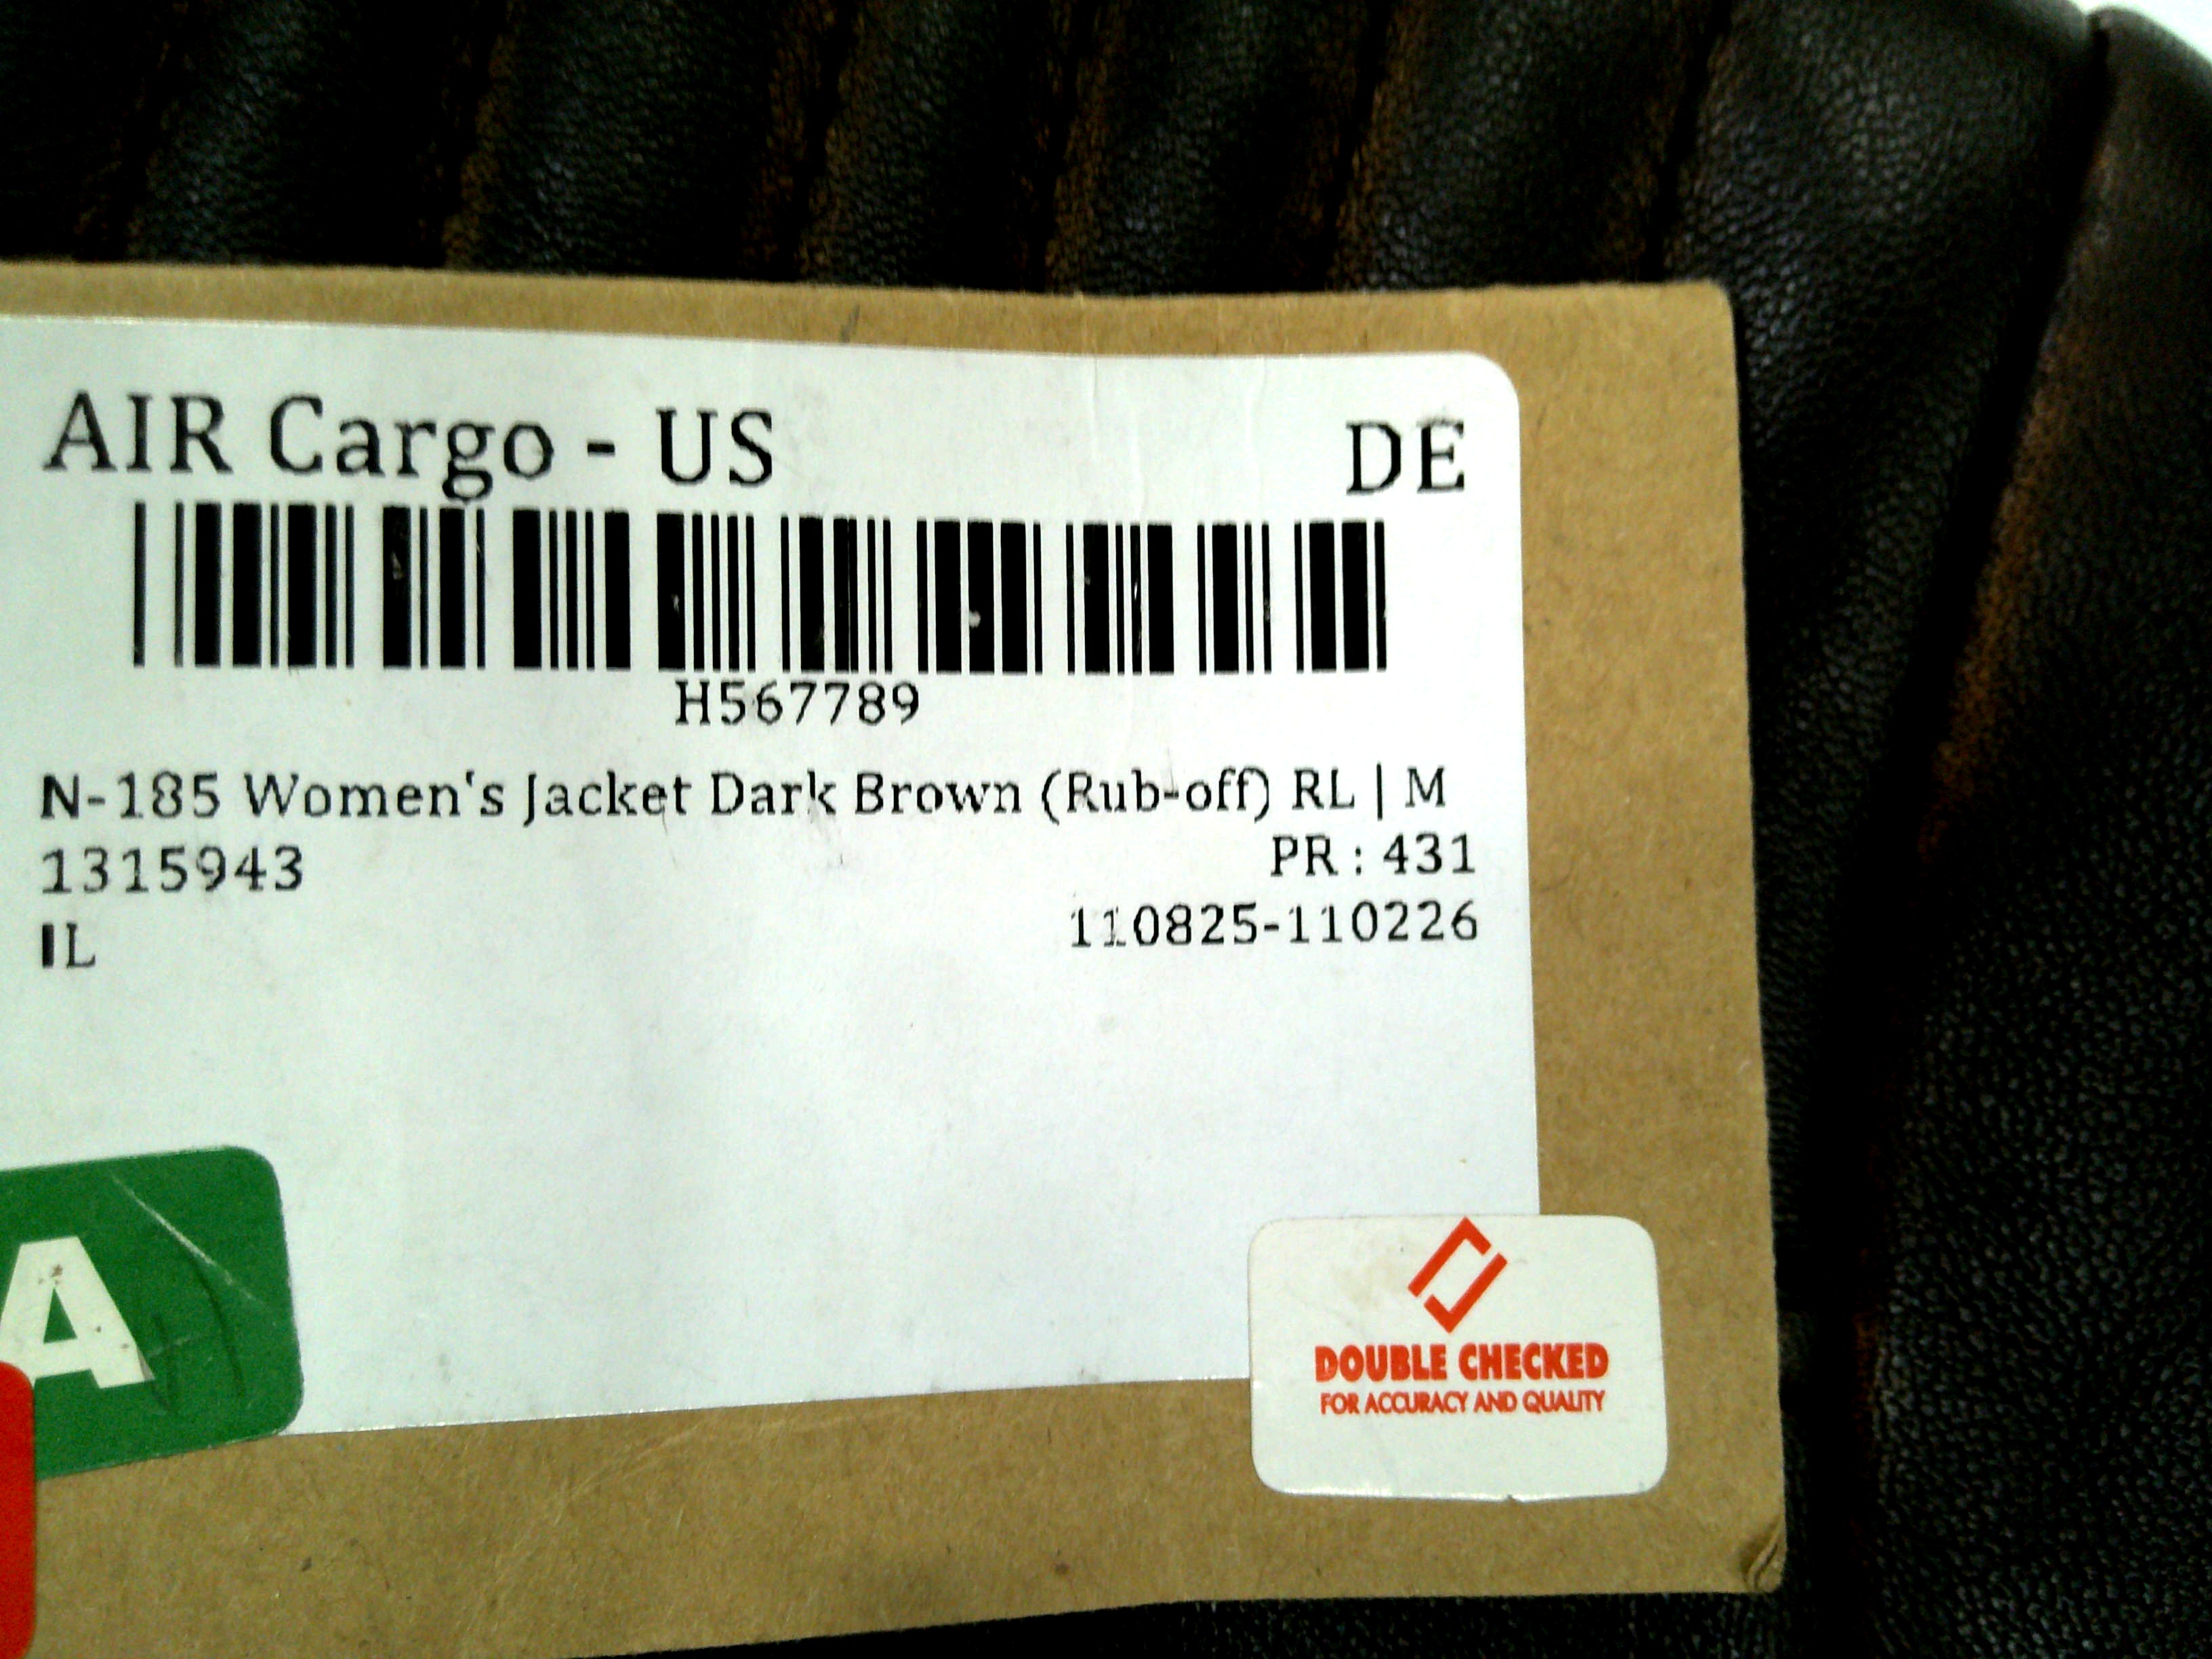 AIR Cargo - US DE
H567789
N-185 Women's Jacket Dark Brown (Rub-off) RL | M
1315943 PR : 431
IL 110825-110226
A
DOUBLE CHECKED
FOR ACCURACY AND QUALITY